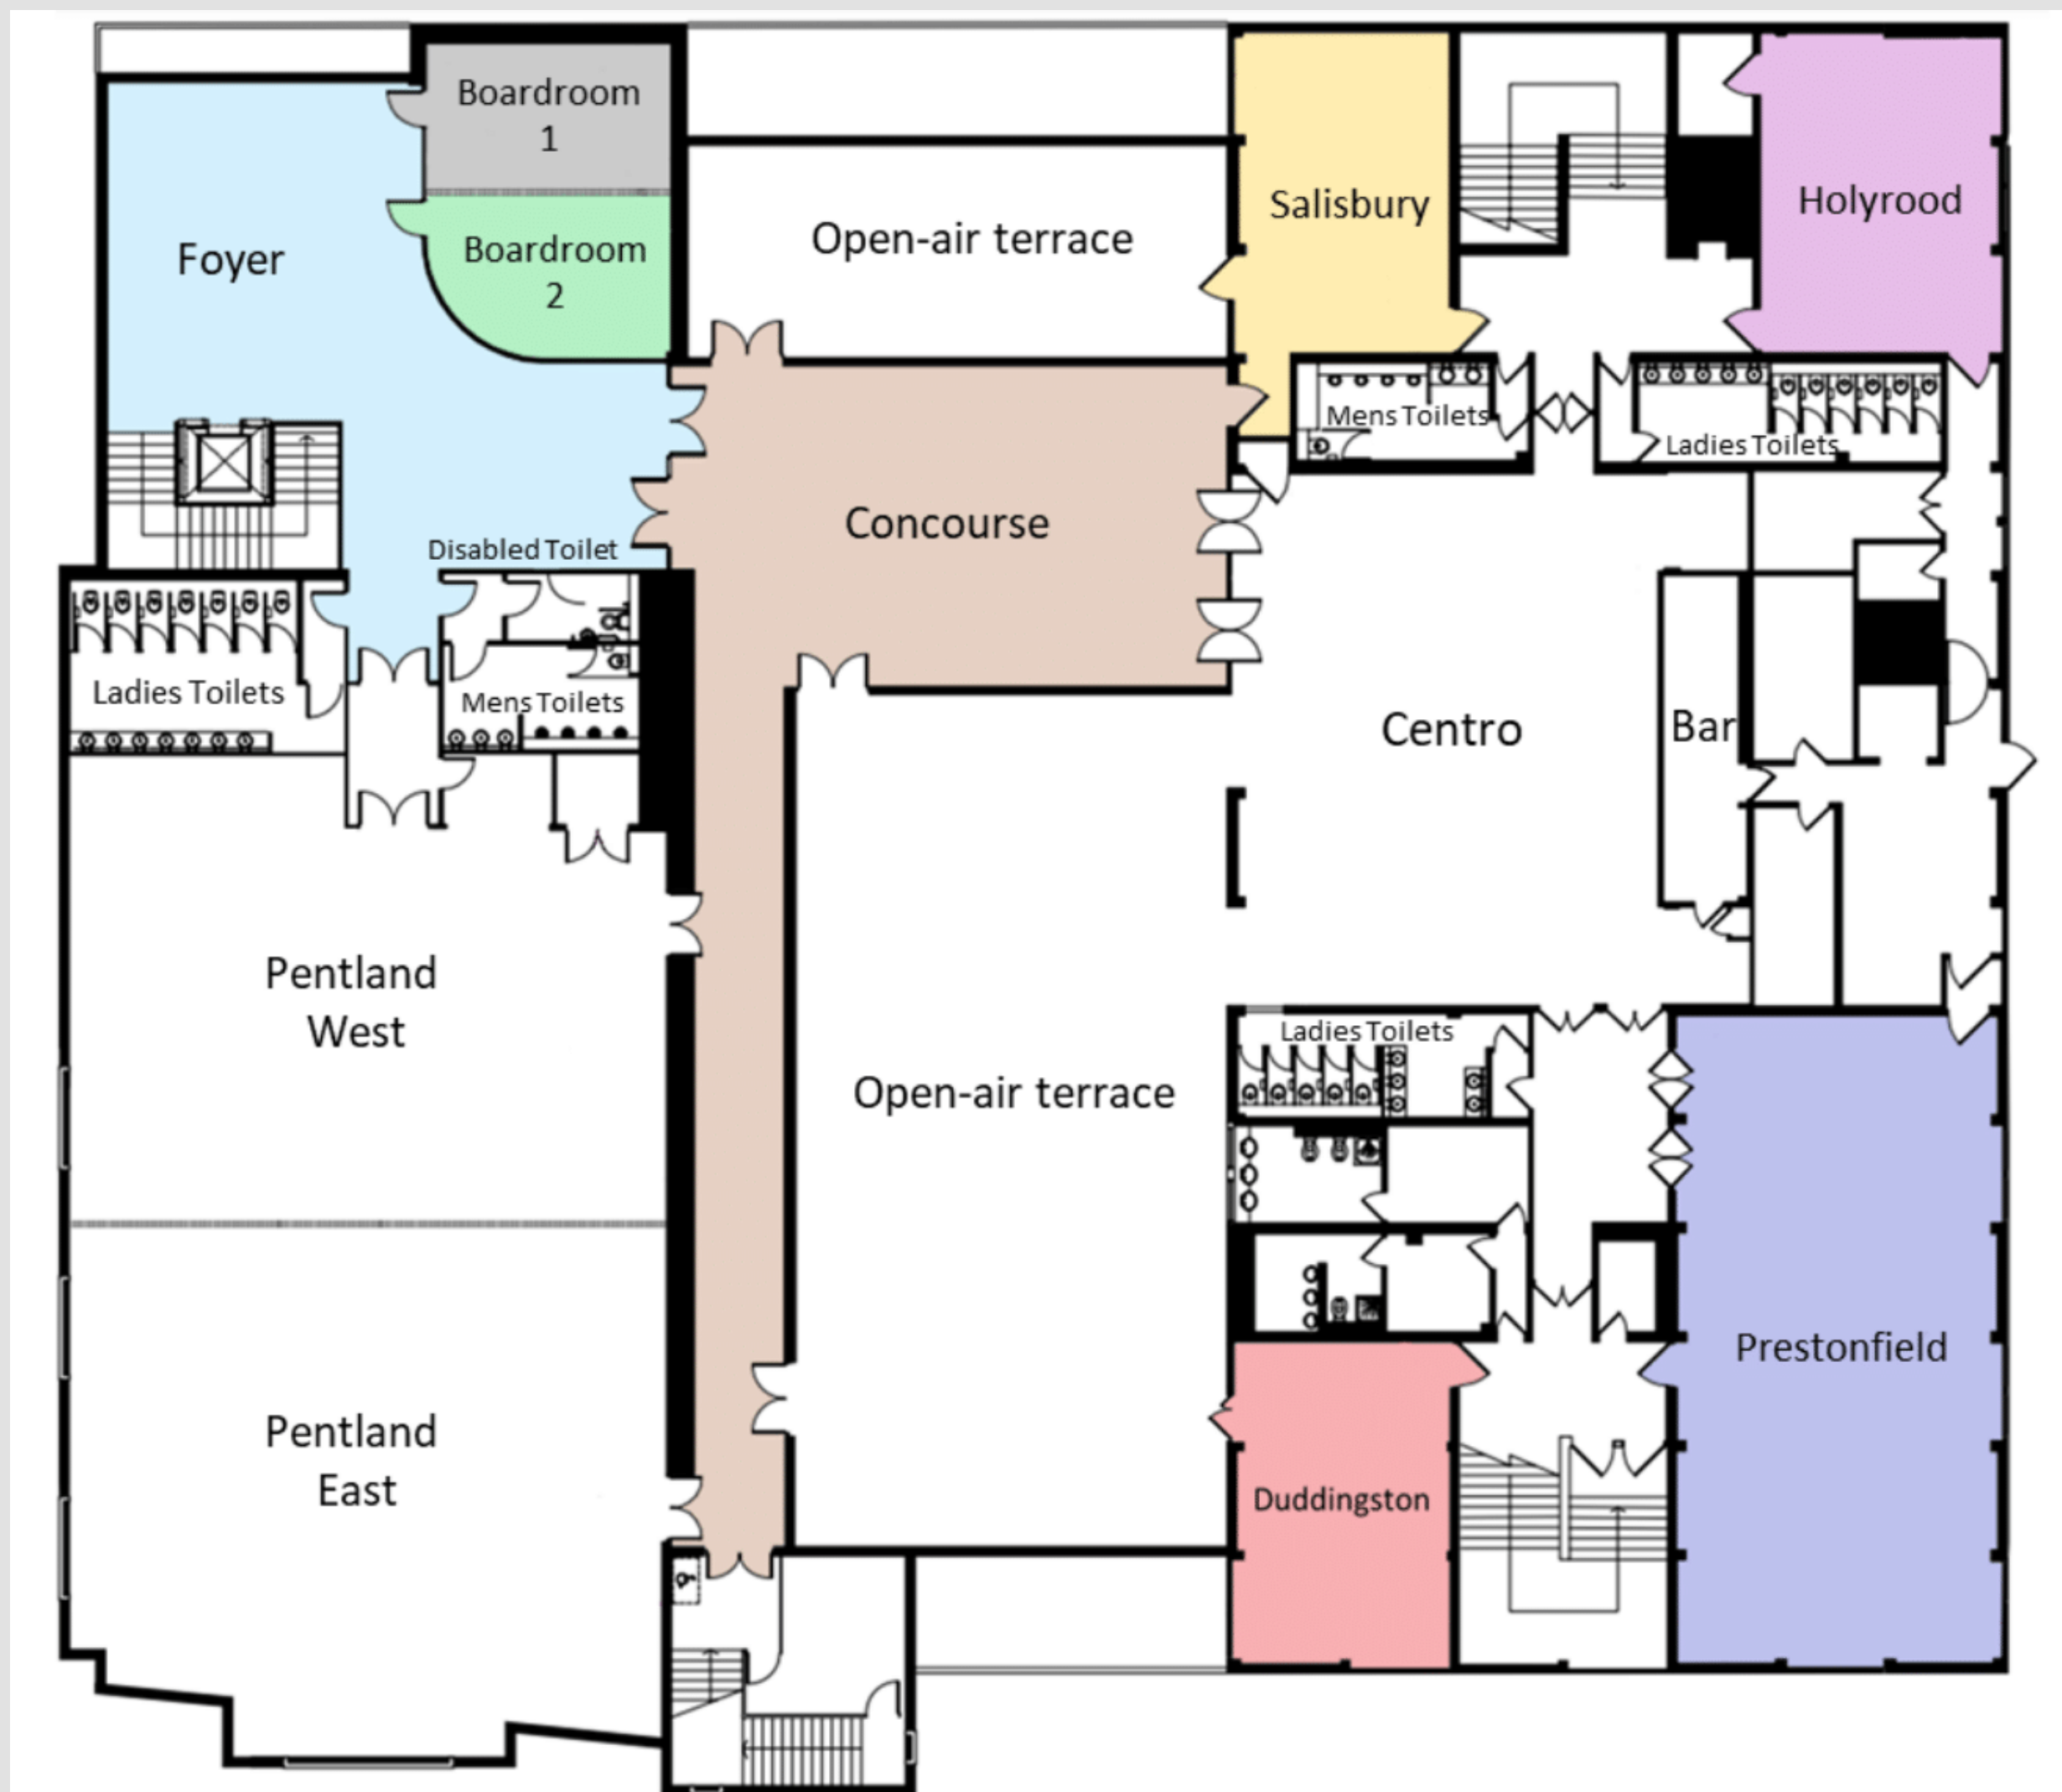 Boardroom
1
Boardroom
2
Foyer
Open-air terrace
Salisbury
Holyrood
Mens Toilets
Ladies Toilets
Concourse
Disabled Toilet
Ladies Toilets
Mens Toilets
Centro
Bar
Pentland
West
Open-air terrace
Ladies Toilets
Pentland
East
Duddingston
Prestonfield